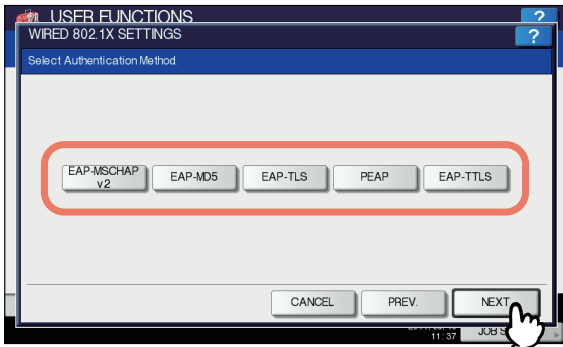 USER FUNCTIONS
?
WIRED 802.1X SETTINGS
?
Select Authentication Method.
EAP-MSCHAP
v2
EAP-MD5
EAP-TLS
PEAP
EAP-TTLS
CANCEL
PREV.
NEXT
11:37
JOB S